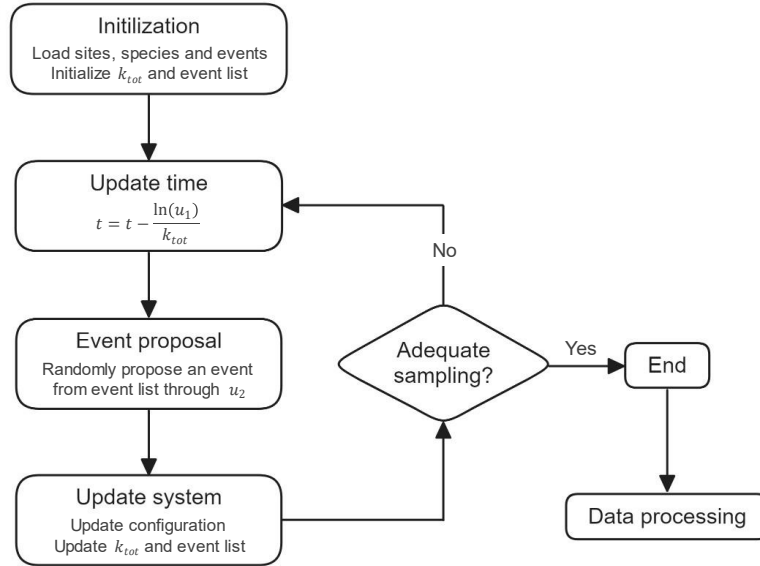 Initilization
Load sites, species and events
Initialize k_tot and event list
Update time
t = t − ln(u_1) / k_tot
Event proposal
Randomly propose an event
from event list through u_2
Update system
Update configuration
Update k_tot and event list
No
Adequate
sampling?
Yes
End
Data processing